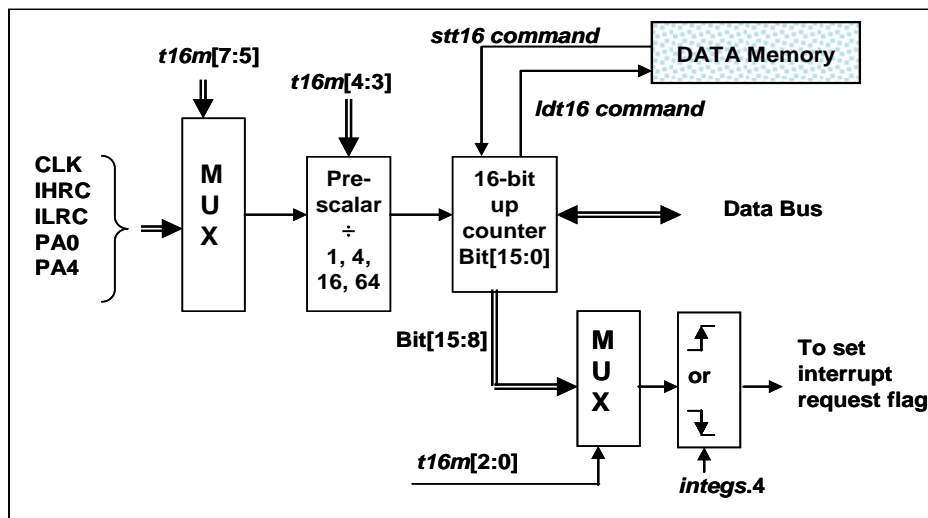 stt16 command
DATA Memory
t16m[7:5]
t16m[4:3]
ldt16 command
CLK
IHRC
ILRC
PA0
PA4
M
U
X
Pre-
scalar
÷
1, 4,
16, 64
16-bit
up
counter
Bit[15:0]
Data Bus
Bit[15:8]
M
U
X
or
To set
interrupt
request flag
t16m[2:0]
integs.4